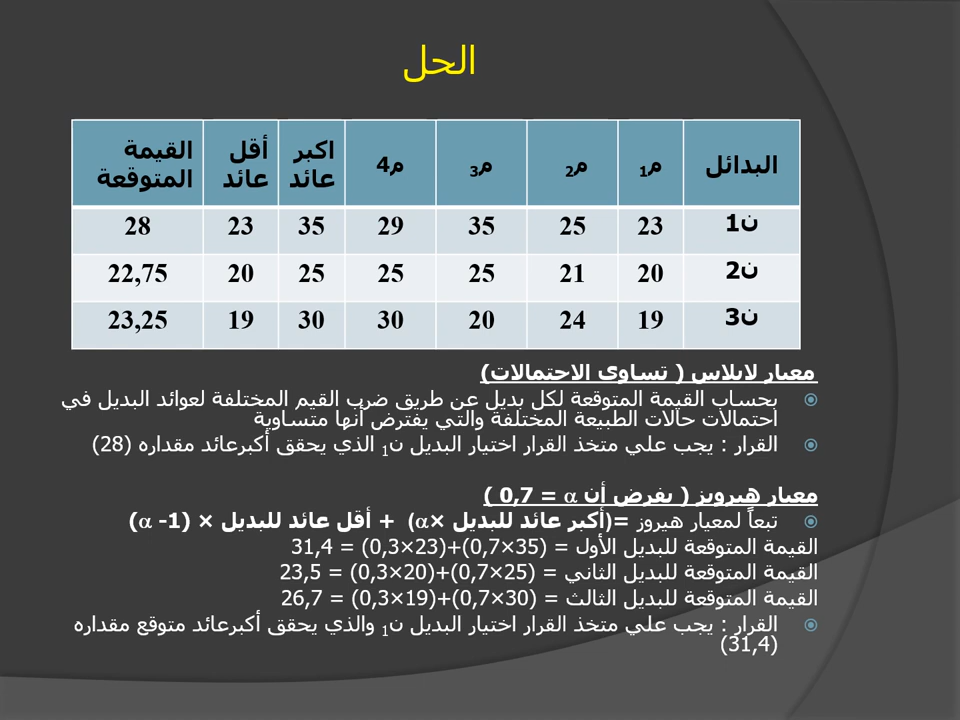 الحل
البدائل م1 م2 م3 م4 اكبر عائد أقل عائد القيمة المتوقعة
ن1 23 25 35 29 35 23 28
ن2 20 21 25 25 25 20 22,75
ن3 19 24 20 30 30 19 23,25
معيار لابلاس ( تساوى الاحتمالات)
بحساب القيمة المتوقعة لكل بديل عن طريق ضرب القيم المختلفة لعوائد البديل في
احتمالات حالات الطبيعة المختلفة والتي يفترض أنها متساوية
القرار : يجب علي متخذ القرار اختيار البديل ن1 الذي يحقق أكبرعائد مقداره (28)
معيار هيرويز ( بفرض أن α = 0,7 )
تبعاً لمعيار هيروز =(أكبر عائد للبديل ×α) + أقل عائد للبديل × (1- α)
القيمة المتوقعة للبديل الأول = (35×0,7)+(23×0,3) = 31,4
القيمة المتوقعة للبديل الثاني = (25×0,7)+(20×0,3) = 23,5
القيمة المتوقعة للبديل الثالث = (30×0,7)+(19×0,3) = 26,7
القرار : يجب علي متخذ القرار اختيار البديل ن1 والذي يحقق أكبرعائد متوقع مقداره
(31,4)